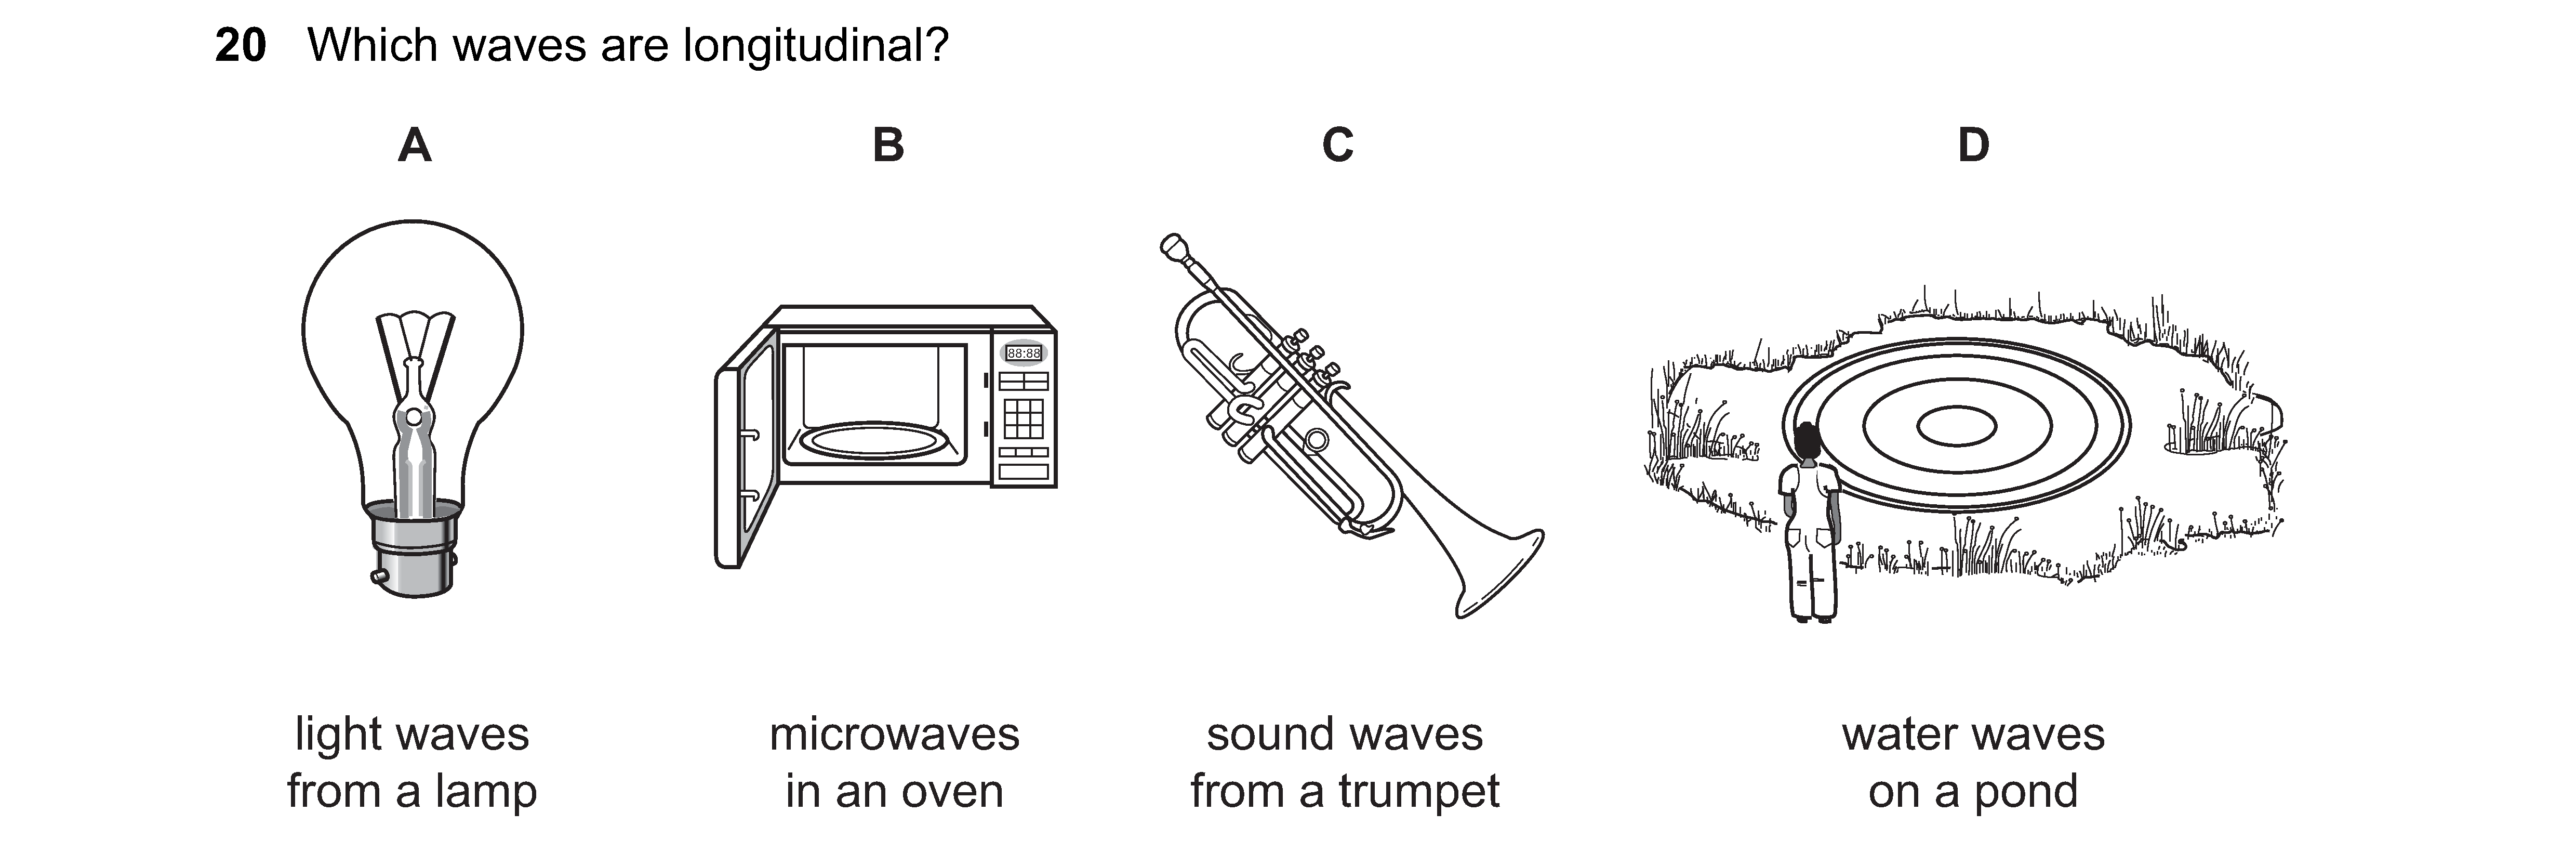 20 Which waves are longitudinal?
A B C D
88:88
light waves microwaves sound waves water waves
from a lamp in an oven from a trumpet on a pond